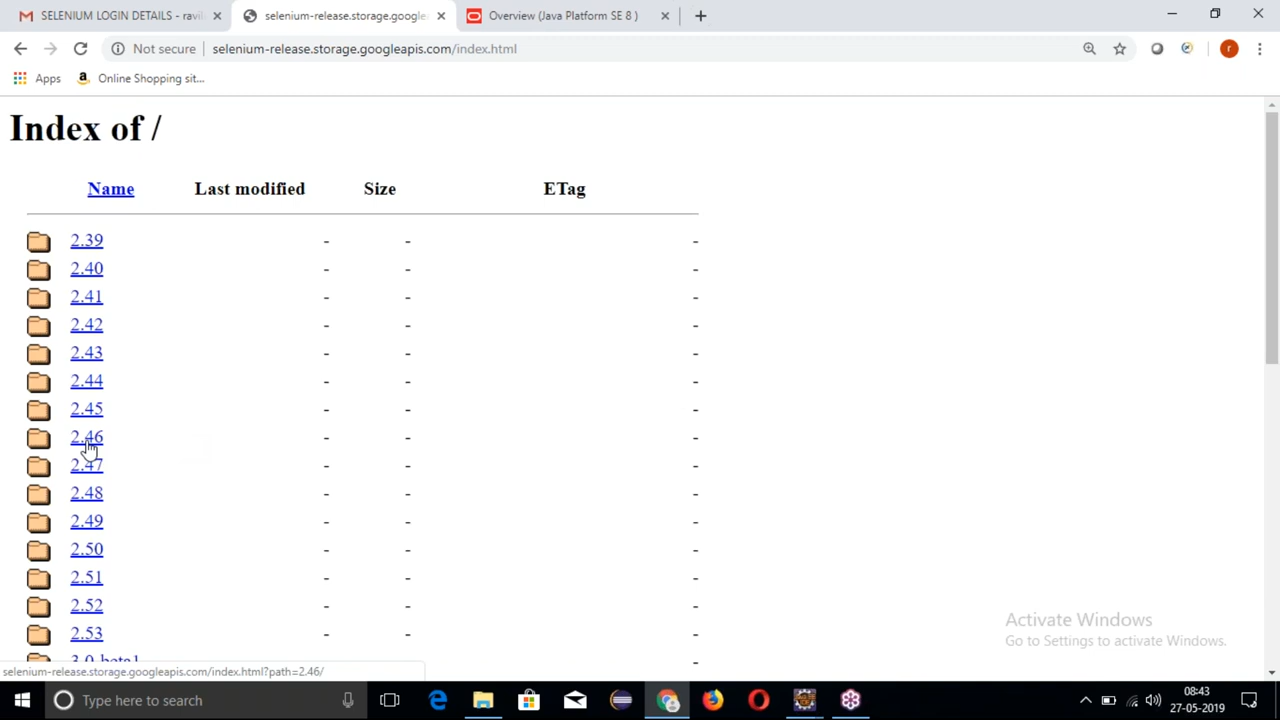 SELENIUM LOGIN DETAILS - ravil
selenium-release.storage.google
Overview (Java Platform SE 8 )
Not secure
selenium-release.storage.googleapis.com/index.html
r
Apps
Online Shopping sit...
Index of /
Name Last modified Size ETag
2.39 - - -
2.40 - - -
2.41 - - -
2.42 - - -
2.43 - - -
2.44 - - -
2.45 - - -
2.46 - - -
2.47 - - -
2.48 - - -
2.49 - - -
2.50 - - -
2.51 - - -
2.52 - - -
2.53 - - -
3.0-beta1 -
Activate Windows
Go to Settings to activate Windows.
selenium-release.storage.googleapis.com/index.html?path=2.46/
Type here to search
08:43
27-05-2019